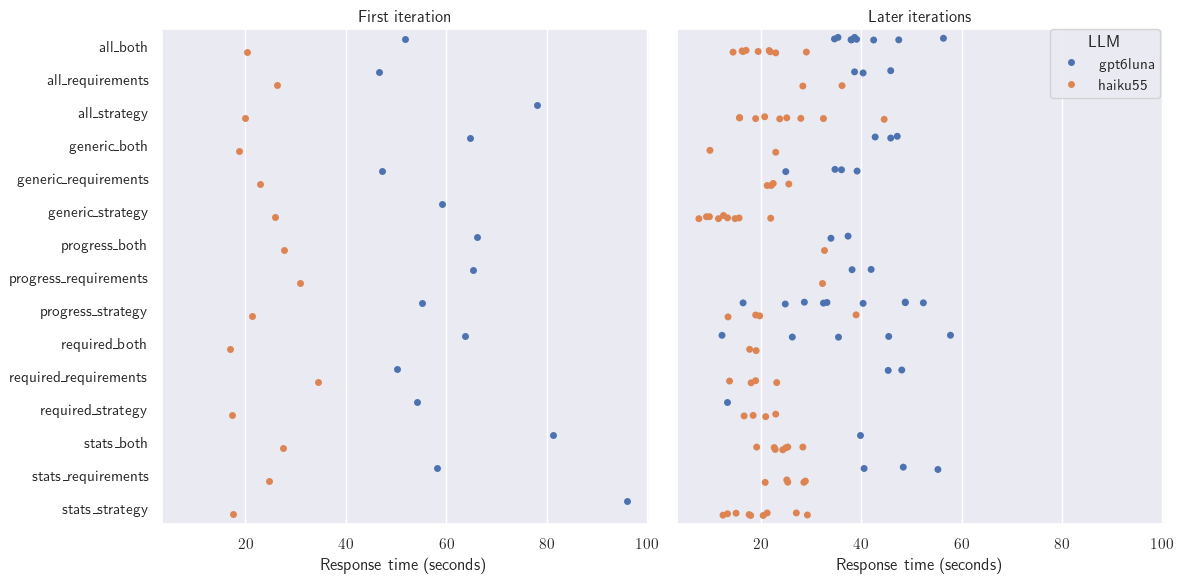 First iteration
Later iterations
all_both
all_requirements
all_strategy
generic_both
generic_requirements
generic_strategy
progress_both
progress_requirements
progress_strategy
required_both
required_requirements
required_strategy
stats_both
stats_requirements
stats_strategy
LLM
gpt6luna
haiku55
20 40 60 80 100
20 40 60 80 100
Response time (seconds)
Response time (seconds)